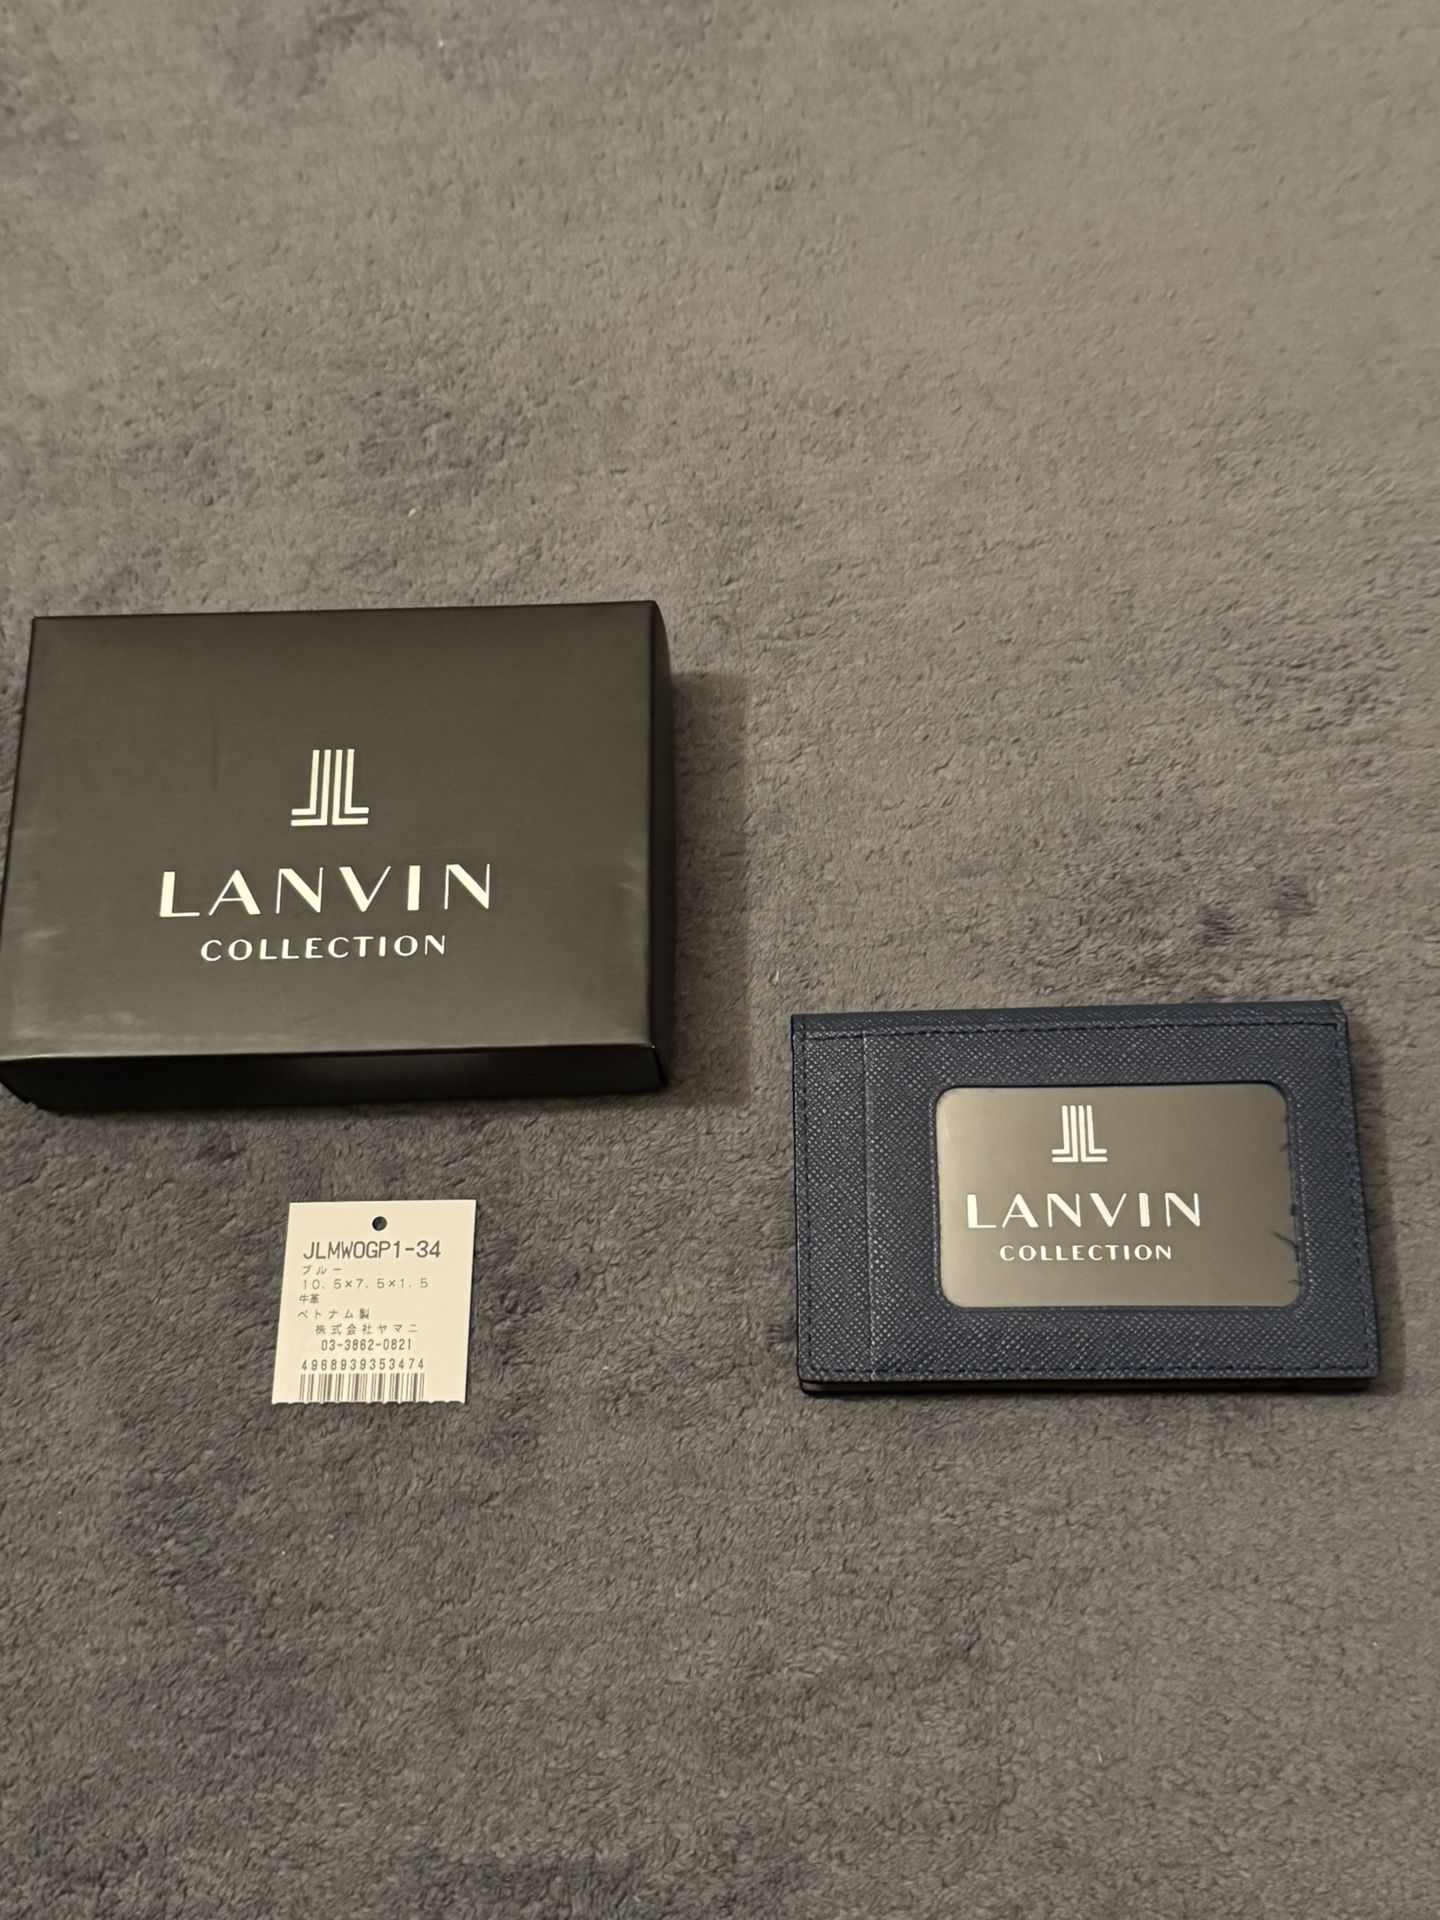 LANVIN
COLLECTION
JLMW0GP1-34
ブルー
10.5×7.5×1.5
牛革
ベトナム製
株式会社ヤマニ
03-3862-0821
4968939353474
LANVIN
COLLECTION